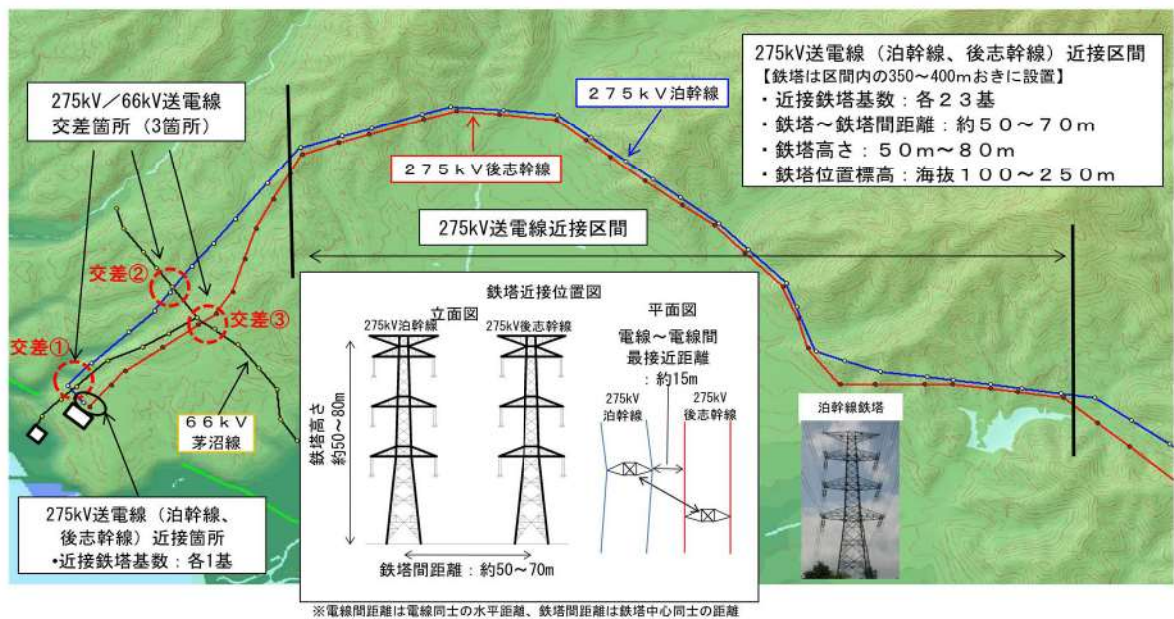 275kV/66kV送電線
交差箇所(3箇所)
275kV送電線(泊幹線、後志幹線)近接区間
【鉄塔は区間内の350~400mおきに設置】
・近接鉄塔基数:各23基
・鉄塔~鉄塔間距離:約50~70m
・鉄塔高さ:50m~80m
・鉄塔位置標高:海抜100~250m
275kV泊幹線
275kV後志幹線
275kV送電線近接区間
交差②
交差③
交差①
66kV
茅沼線
275kV送電線(泊幹線、
後志幹線)近接箇所
•近接鉄塔基数:各1基
鉄塔近接位置図
立面図
275kV泊幹線
275kV後志幹線
鉄塔高さ
約50~80m
鉄塔間距離:約50~70m
平面図
電線~電線間
最接近距離
:約15m
275kV
泊幹線
275kV
後志幹線
泊幹線鉄塔
※電線間距離は電線同士の水平距離、鉄塔間距離は鉄塔中心同士の距離